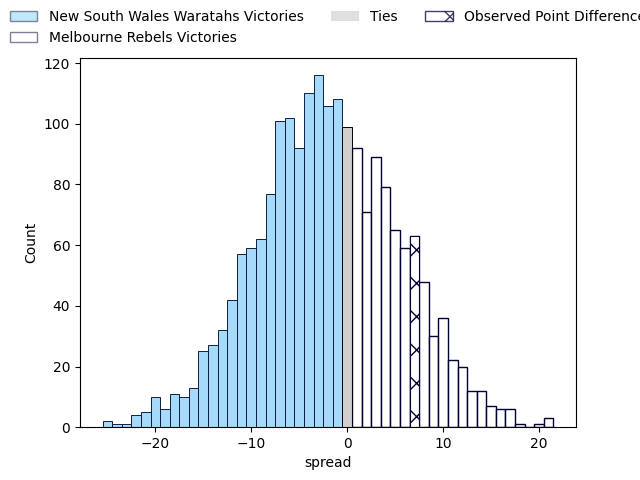 New South Wales Waratahs Victories
Ties
Observed Point Difference
Melbourne Rebels Victories
120
100
80
60
40
20
0
Count
−20
−10
0
10
20
spread